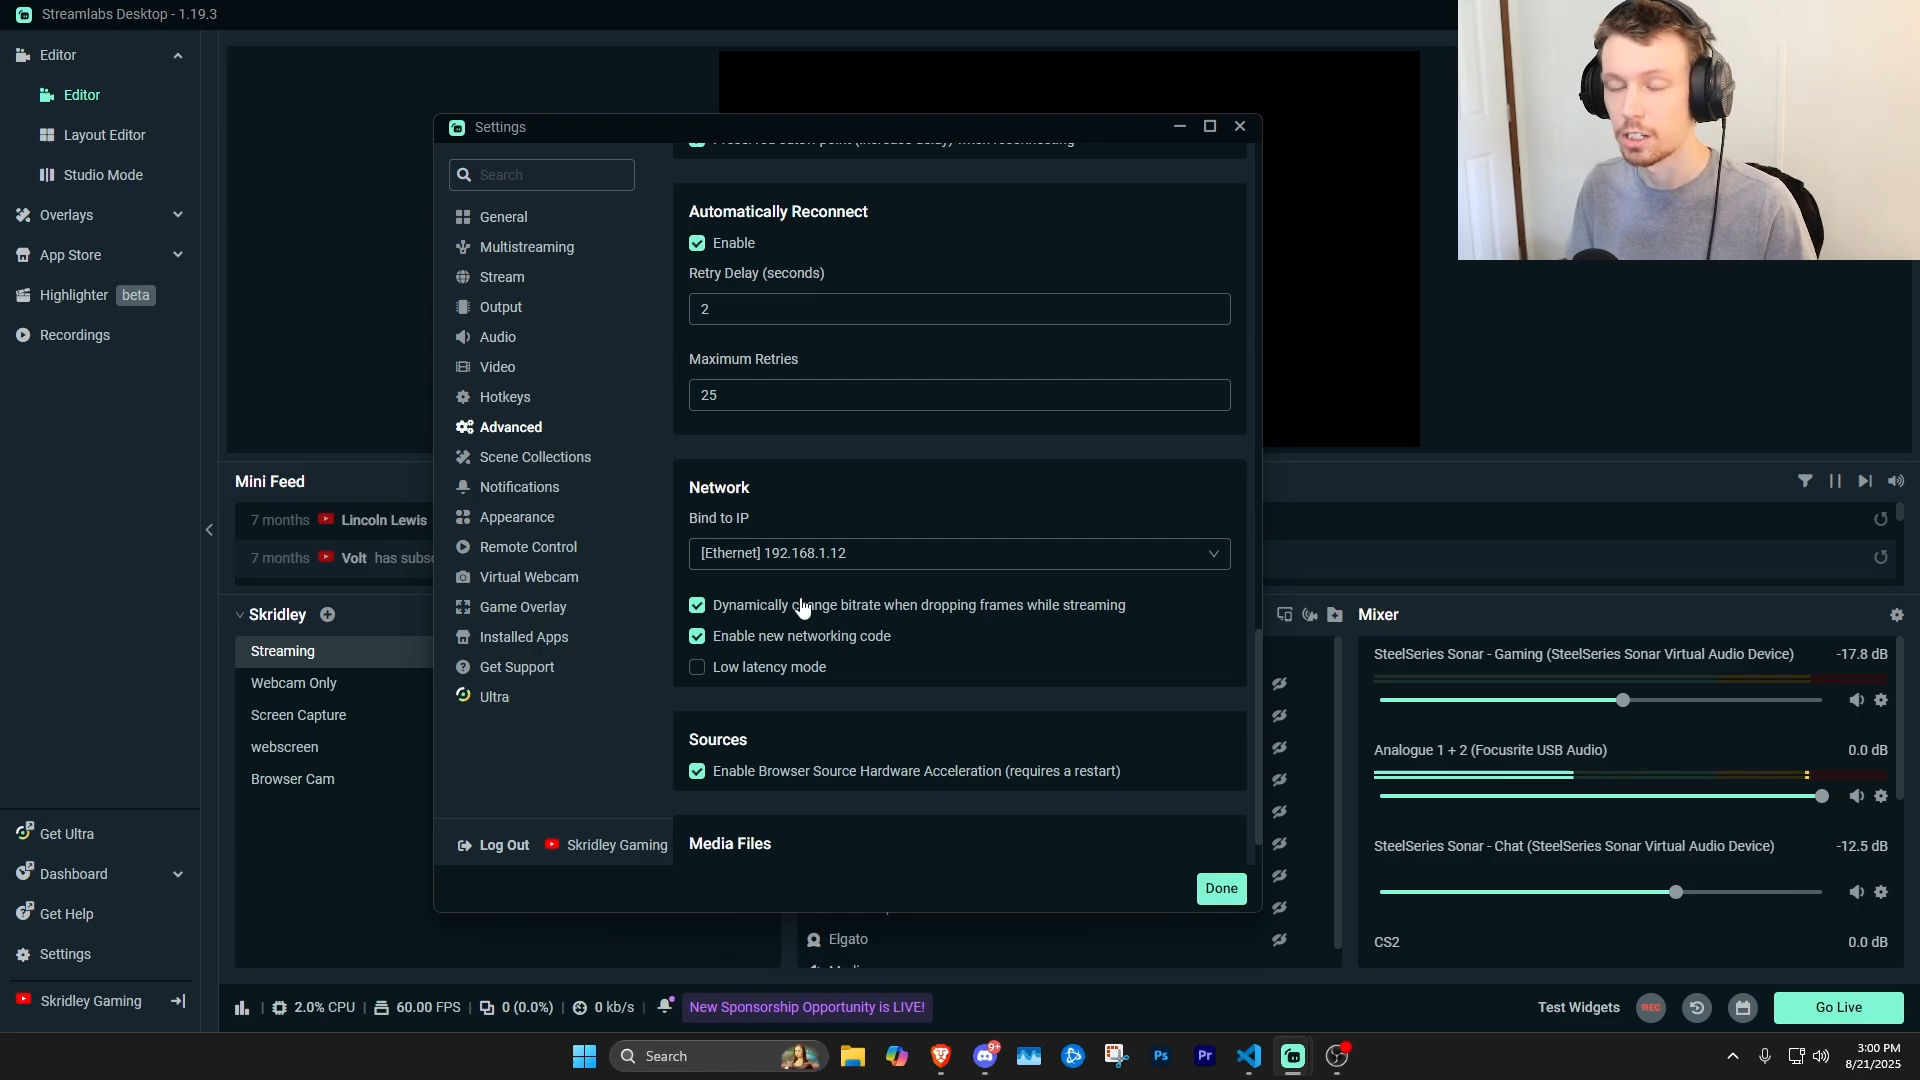 Streamlabs Desktop - 1.19.3
Editor
Editor
Layout Editor
Studio Mode
Overlays
App Store
Highlighter beta
Recordings
Get Ultra
Dashboard
Get Help
Settings
Skridley Gaming
Settings
Search
General
Multistreaming
Stream
Output
Audio
Video
Hotkeys
Advanced
Scene Collections
Notifications
Appearance
Remote Control
Virtual Webcam
Game Overlay
Installed Apps
Get Support
Ultra
Log Out Skridley Gaming
Automatically Reconnect
Enable
Retry Delay (seconds)
2
Maximum Retries
25
Network
Bind to IP
[Ethernet] 192.168.1.12
Dynamically change bitrate when dropping frames while streaming
Enable new networking code
Low latency mode
Sources
Enable Browser Source Hardware Acceleration (requires a restart)
Media Files
Done
Mini Feed
7 months Lincoln Lewis
7 months Volt has
Skridley
Streaming
Webcam Only
Screen Capture
webscreen
Browser Cam
Elgato
Mixer
SteelSeries Sonar - Gaming (SteelSeries Sonar Virtual Audio Device) -17.8 dB
Analogue 1 + 2 (Focusrite USB Audio) 0.0 dB
SteelSeries Sonar - Chat (SteelSeries Sonar Virtual Audio Device) -12.5 dB
CS2 0.0 dB
2.0% CPU 60.00 FPS 0 (0.0%) 0 kb/s New Sponsorship Opportunity is LIVE! Test Widgets REC Go Live
Search 9+ Ps Pr 3:00 PM
8/21/2025